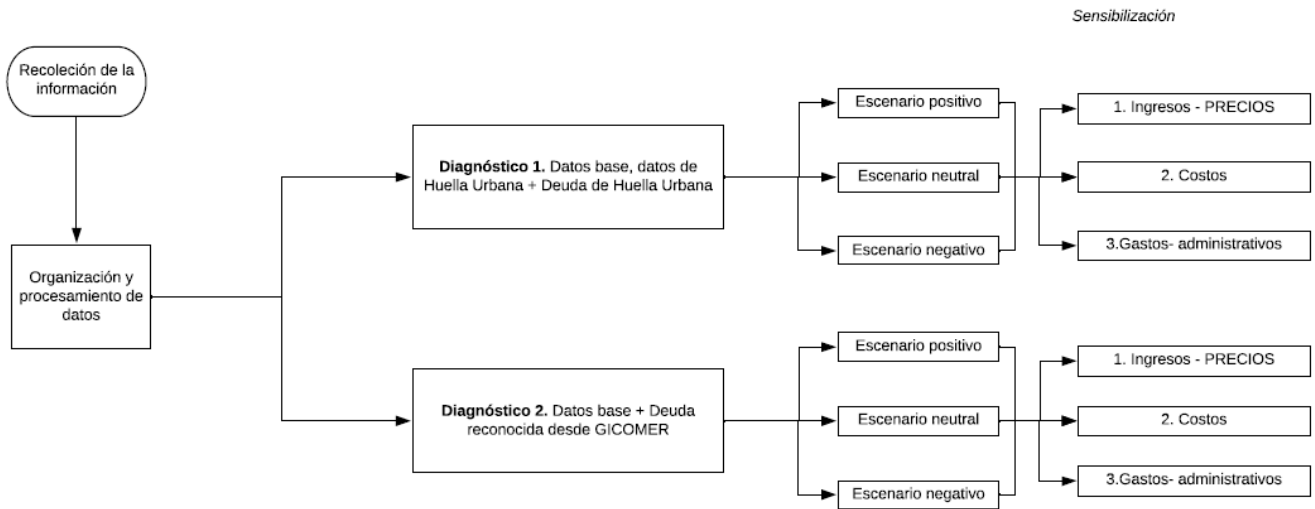 Sensibilización
Recoleción de la
información
Organización y
procesamiento de
datos
Diagnóstico 1. Datos base, datos de
Huella Urbana + Deuda de Huella Urbana
Escenario positivo
Escenario neutral
Escenario negativo
1. Ingresos - PRECIOS
2. Costos
3.Gastos- administrativos
Diagnóstico 2. Datos base + Deuda
reconocida desde GICOMER
Escenario positivo
Escenario neutral
Escenario negativo
1. Ingresos - PRECIOS
2. Costos
3.Gastos- administrativos